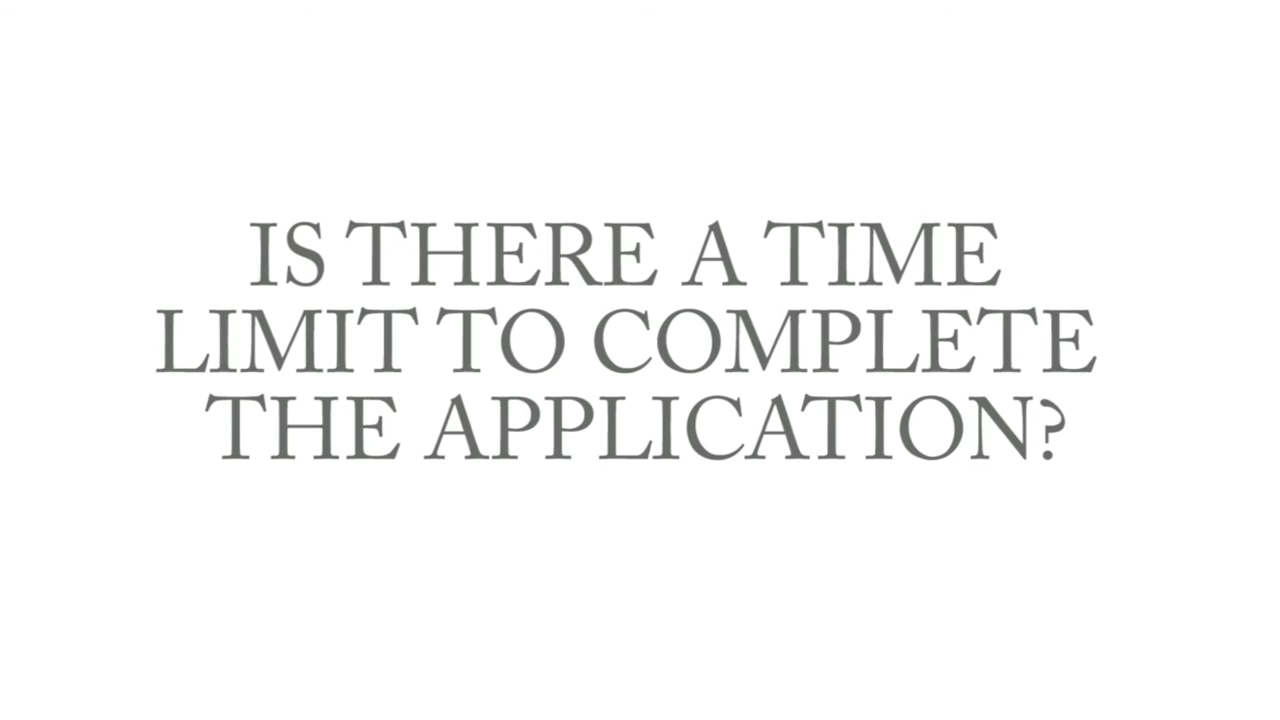 IS THERE A TIME
LIMIT TO COMPLETE
THE APPLICATION?